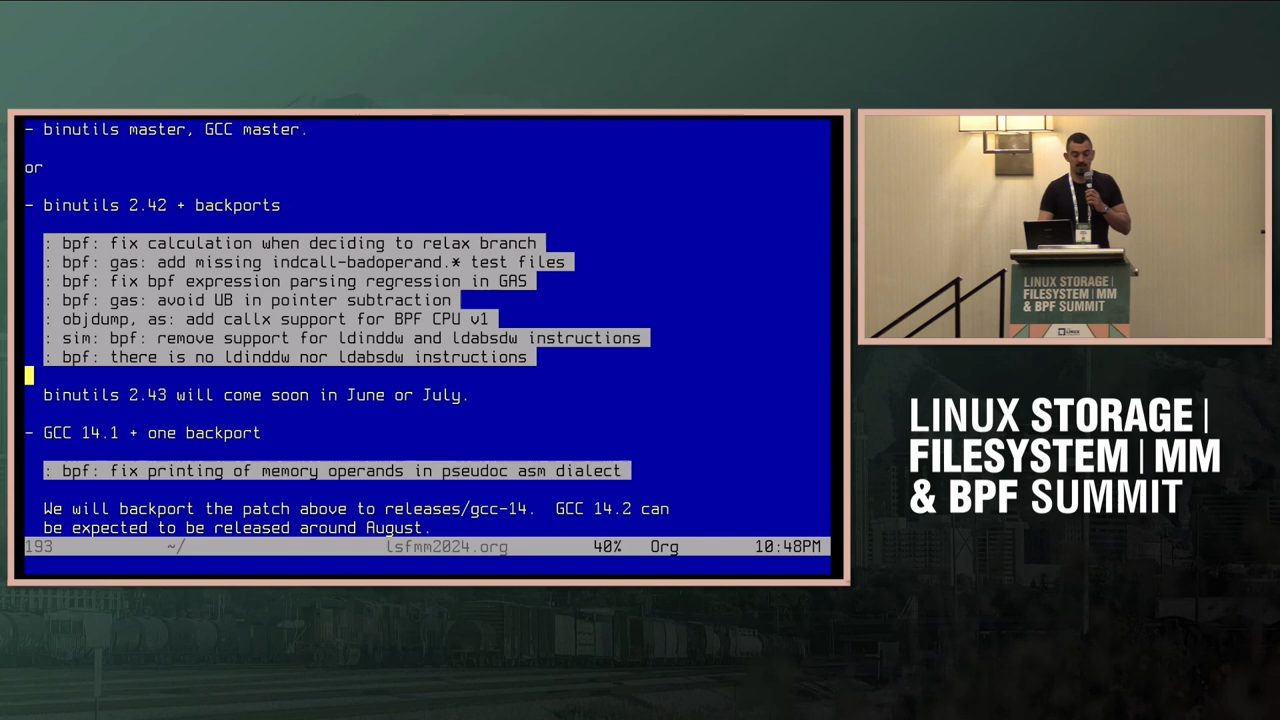 - binutils master, GCC master.
or
- binutils 2.42 + backports
: bpf: fix calculation when deciding to relax branch
: bpf: gas: add missing indcall-badoperand.* test files
: bpf: fix bpf expression parsing regression in GAS
: bpf: gas: avoid UB in pointer subtraction
: objdump, as: add callx support for BPF CPU v1
: sim: bpf: remove support for ldinddw and ldabsdw instructions
: bpf: there is no ldinddw nor ldabsdw instructions
binutils 2.43 will come soon in June or July.
- GCC 14.1 + one backport
: bpf: fix printing of memory operands in pseudoc asm dialect
We will backport the patch above to releases/gcc-14.  GCC 14.2 can
be expected to be released around August.
193 ~/ lsfmm2024.org 40% Org 10:48PM
LINUX STORAGE |
FILESYSTEM | MM
& BPF SUMMIT
LINUX STORAGE |
FILESYSTEM | MM
& BPF SUMMIT